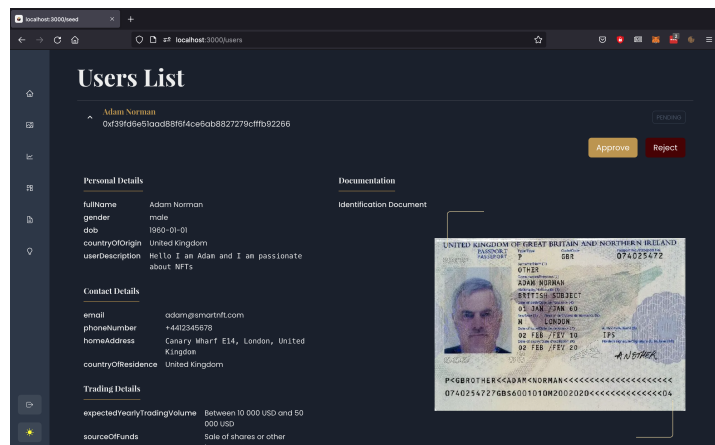 localhost:3000/seed
localhost:3000/users
2
Users List
Adam Norman
0xf39fd6e51aad88f6f4ce6ab8827279cfffb92266
PENDING
Approve
Reject
Personal Details
fullName Adam Norman
gender male
dob 1960-01-01
countryOfOrigin United Kingdom
userDescription Hello I am Adam and I am passionate
about NFTs
Contact Details
email adam@smartnft.com
phoneNumber +4412345678
homeAddress Canary Wharf E14, London, United
Kingdom
countryOfResidence United Kingdom
Trading Details
expectedYearlyTradingVolume Between 10 000 USD and 50
000 USD
sourceOfFunds Sale of shares or other
Documentation
Identification Document
UNITED KINGDOM OF GREAT BRITAIN AND NORTHERN IRELAND
PASSPORT
PASSEPORT
P GBR 074025472
OTHER
ADAM NORMAN
BRITISH SUBJECT
01 JAN /JAN 60
M LONDON
02 FEB /FEV 10 IPS
02 FEB /FEV 20
A.NOTHER
P<GBROTHER<<ADAM<NORMAN<<<<<<<<<<<<<<<<<<<<<
0740254727GBS6001010M2002020<<<<<<<<<<<<<<04